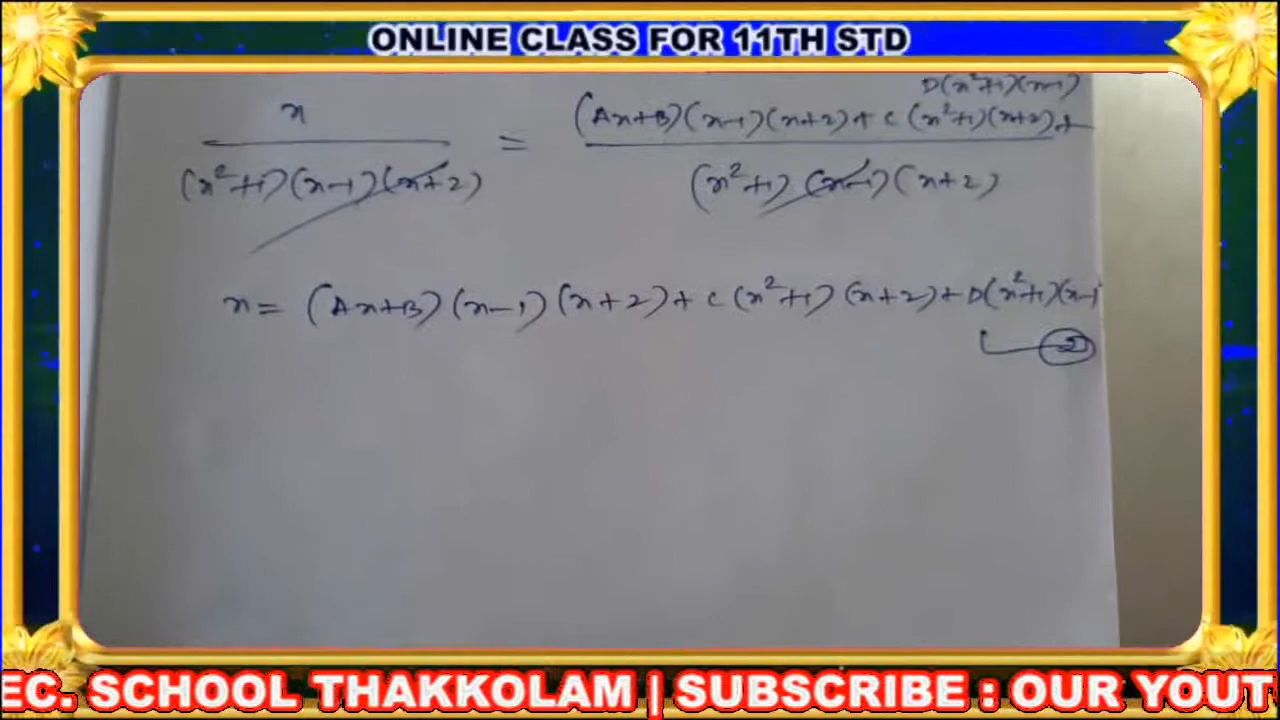 ONLINE CLASS FOR 11TH STD
D(x²+1)(x-1)
x = (Ax+B)(x-1)(x+2)+ C(x²+1)(x+2)+
(x²+1)(x-1)(x+2) (x²+1)(x-1)(x+2)
x = (Ax+B)(x-1)(x+2)+ C(x²+1)(x+2)+D(x²+1)(x-1
2
EC. SCHOOL THAKKOLAM | SUBSCRIBE : OUR YOUT